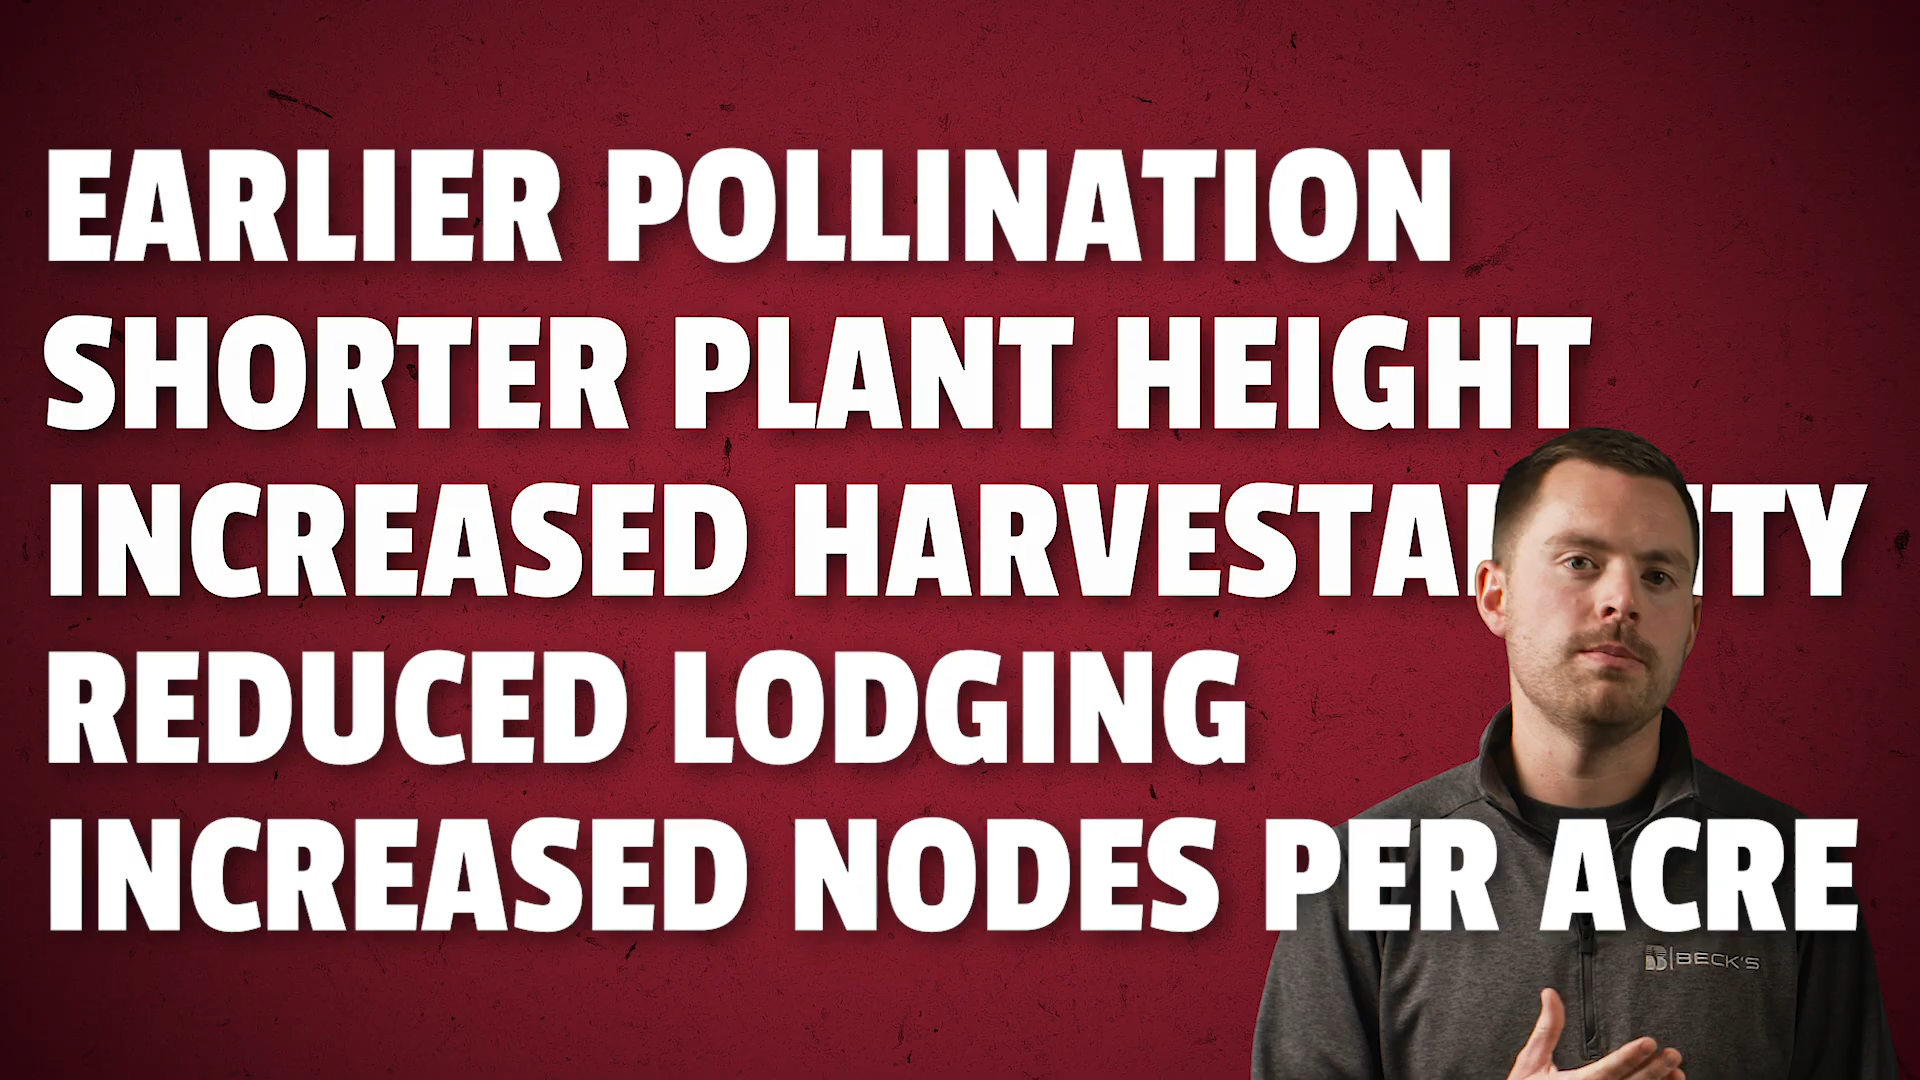 EARLIER POLLINATION
SHORTER PLANT HEIGHT
INCREASED
REDUCED LODGING
INCREASED NODES PER ACRE
BECK'S